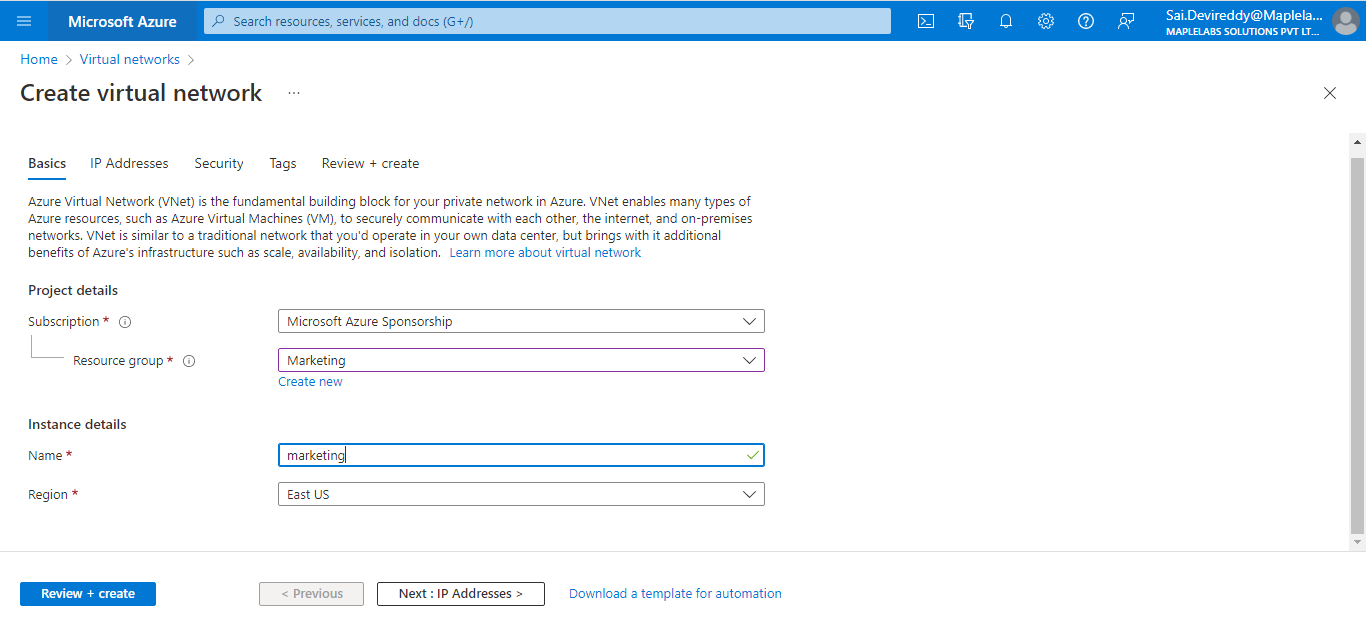 Microsoft Azure
Search resources, services, and docs (G+/)
Sai.Devireddy@Maplela...
MAPLELABS SOLUTIONS PVT LT...
Home > Virtual networks >
Create virtual network ...
Basics IP Addresses Security Tags Review + create
Azure Virtual Network (VNet) is the fundamental building block for your private network in Azure. VNet enables many types of
Azure resources, such as Azure Virtual Machines (VM), to securely communicate with each other, the internet, and on-premises
networks. VNet is similar to a traditional network that you'd operate in your own data center, but brings with it additional
benefits of Azure's infrastructure such as scale, availability, and isolation. Learn more about virtual network
Project details
Subscription * Microsoft Azure Sponsorship
Resource group * Marketing
Create new
Instance details
Name * marketing
Region * East US
Review + create < Previous Next : IP Addresses > Download a template for automation